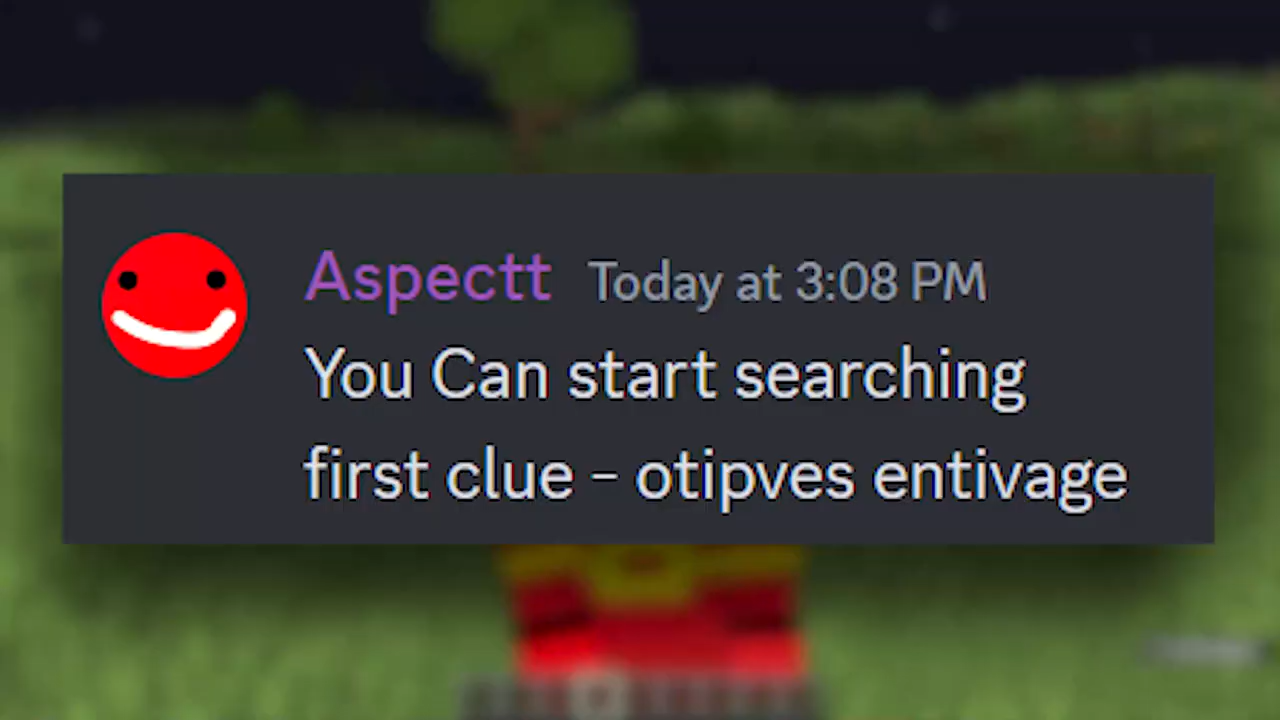 Aspectt Today at 3:08 PM
You Can start searching
first clue - otipves entivage